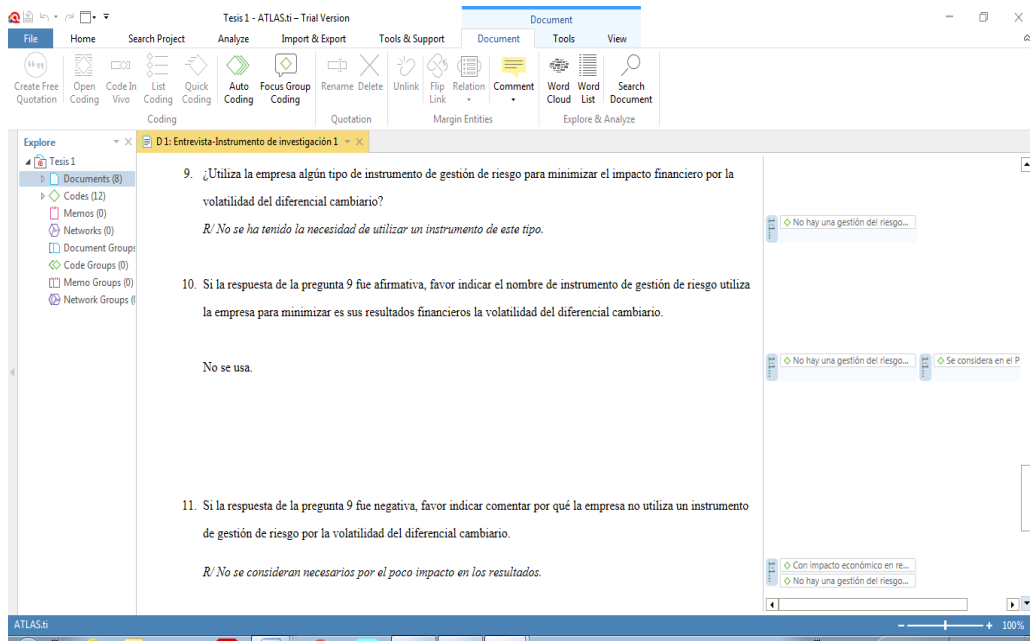 Tesis 1 - ATLAS.ti – Trial Version
Document
File Home Search Project Analyze Import & Export Tools & Support Document Tools View
Create Free Quotation
Open Coding
Code In Vivo
List Coding
Quick Coding
Auto Coding
Focus Group Coding
Rename Delete
Unlink
Flip Link
Relation
Comment
Word Cloud
Word List
Search Document
Coding Quotation Margin Entities Explore & Analyze
Explore
D 1: Entrevista-Instrumento de investigación 1
Tesis 1
Documents (8)
Codes (12)
Memos (0)
Networks (0)
Document Groups
Code Groups (0)
Memo Groups (0)
Network Groups (
9. ¿Utiliza la empresa algún tipo de instrumento de gestión de riesgo para minimizar el impacto financiero por la
volatilidad del diferencial cambiario?
R/ No se ha tenido la necesidad de utilizar un instrumento de este tipo.
No hay una gestión del riesgo...
10. Si la respuesta de la pregunta 9 fue afirmativa, favor indicar el nombre de instrumento de gestión de riesgo utiliza
la empresa para minimizar es sus resultados financieros la volatilidad del diferencial cambiario.
No se usa.
No hay una gestión del riesgo...
Se considera en el P
11. Si la respuesta de la pregunta 9 fue negativa, favor indicar comentar por qué la empresa no utiliza un instrumento
de gestión de riesgo por la volatilidad del diferencial cambiario.
R/ No se consideran necesarios por el poco impacto en los resultados.
Con impacto económico en re...
No hay una gestión del riesgo...
ATLAS.ti
100%